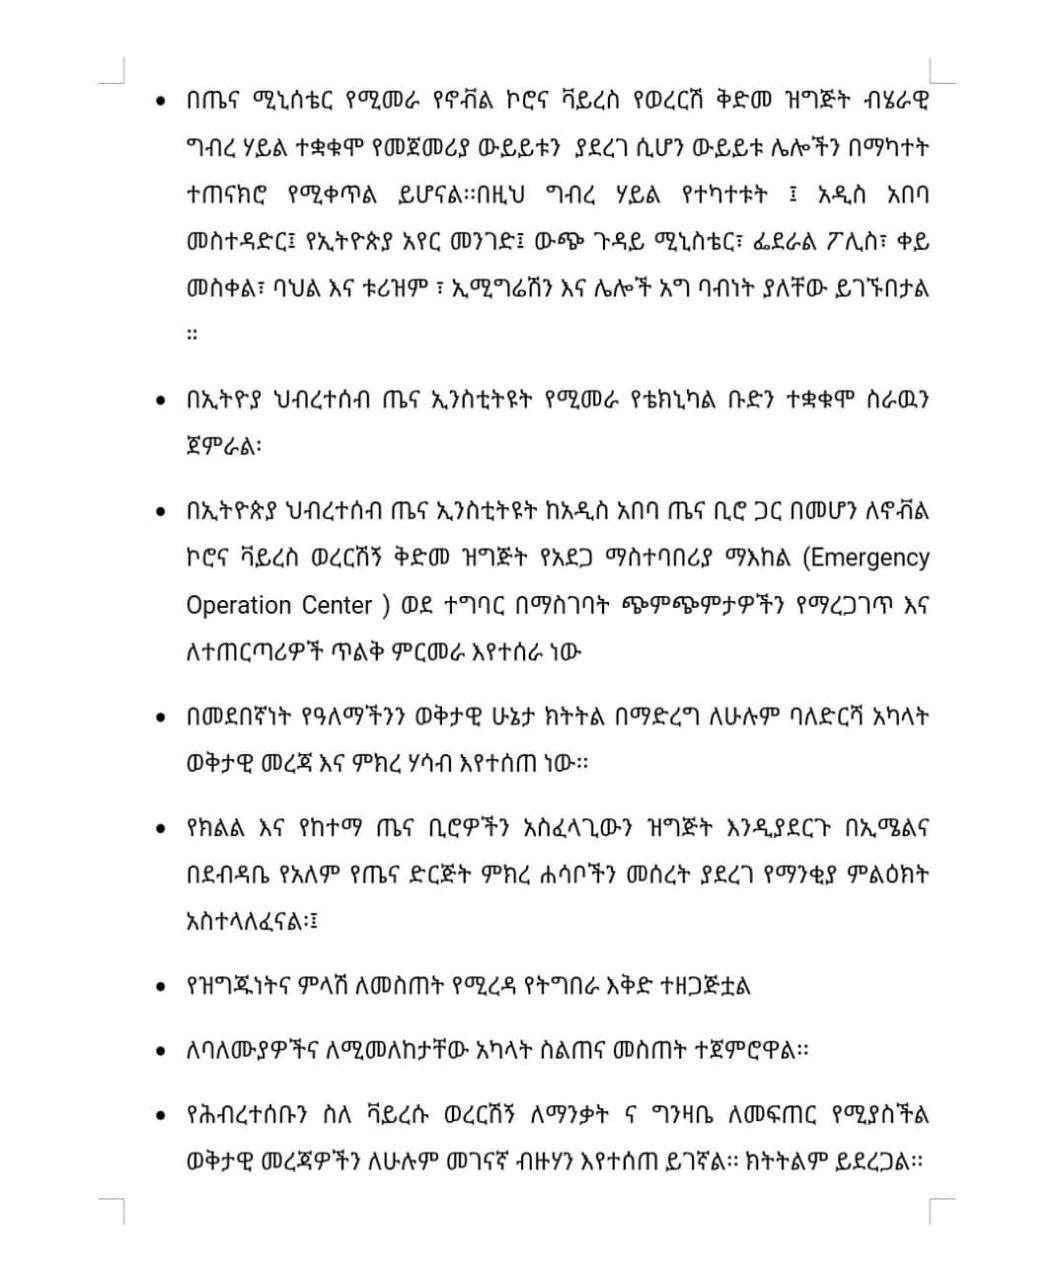 • በጤና ሚኒስቴር የሚመራ የኖቭል ኮሮና ቫይረስ የወረርሽ ቅድመ ዝግጅት ብሄራዊ
ግብረ ሃይል ተቋቁሞ የመጀመሪያ ውይይቱን ያደረገ ሲሆን ውይይቱ ሌሎችን በማካተት
ተጠናክሮ የሚቀጥል ይሆናል።በዚህ ግብረ ሃይል የተካተቱት ፤ አዲስ አበባ
መስተዳድር፤ የኢትዮጵያ አየር መንገድ፤ ውጭ ጉዳይ ሚኒስቴር፣ ፌደራል ፖሊስ፣ ቀይ
መስቀል፣ ባህል እና ቱሪዝም ፣ ኢሚግሬሽን እና ሌሎች አግ ባብነት ያለቸው ይገኙበታል
።
• በኢትዮያ ህብረተሰብ ጤና ኢንስቲትዩት የሚመራ የቴክኒካል ቡድን ተቋቁሞ ስራዉን
ጀምራል፡
• በኢትዮጵያ ህብረተሰብ ጤና ኢንስቲትዩት ከአዲስ አበባ ጤና ቢሮ ጋር በመሆን ለኖቭል
ኮሮና ቫይረስ ወረርሽኝ ቅድመ ዝግጅት የአደጋ ማስተባበሪያ ማእከል (Emergency
Operation Center ) ወደ ተግባር በማስገባት ጭምጭምታዎችን የማረጋገጥ እና
ለተጠርጣሪዎች ጥልቅ ምርመራ እየተሰራ ነው
• በመደበኛነት የዓለማችንን ወቅታዊ ሁኔታ ክትትል በማድረግ ለሁሉም ባለድርሻ አካላት
ወቅታዊ መረጃ እና ምክረ ሃሳብ እየተሰጠ ነው።
• የክልል እና የከተማ ጤና ቢሮዎችን አስፈላጊውን ዝግጅት እንዲያደርጉ በኢሜልና
በደብዳቤ የአለም የጤና ድርጅት ምክረ ሐሳቦችን መሰረት ያደረገ የማንቂያ ምልዕክት
አስተላለፈናል፡፤
• የዝግጁነትና ምላሽ ለመስጠት የሚረዳ የትግበራ እቅድ ተዘጋጅቷል
• ለባለሙያዎችና ለሚመለከታቸው አካላት ስልጠና መስጠት ተጀምሮዋል።
• የሕብረተሰቡን ስለ ቫይረሱ ወረርሽኝ ለማንቃት ና ግንዛቤ ለመፍጠር የሚያስችል
ወቅታዊ መረጃዎችን ለሁሉም መገናኛ ብዙሃን እየተሰጠ ይገኛል። ክትትልም ይደረጋል።